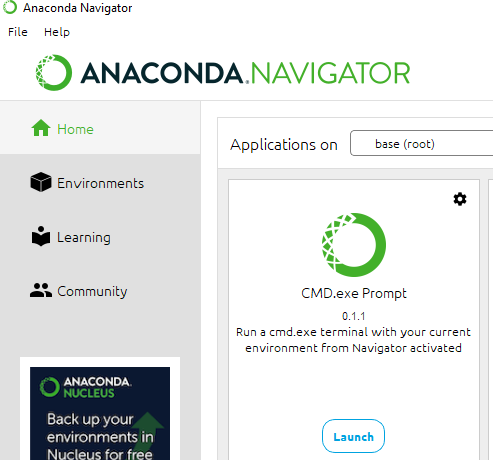 Anaconda Navigator
File Help
ANACONDA.NAVIGATOR
Home
Environments
Learning
Community
Applications on base (root)
CMD.exe Prompt
0.1.1
Run a cmd.exe terminal with your current
environment from Navigator activated
Launch
ANACONDA.
NUCLEUS
Back up your
environments in
Nucleus for free